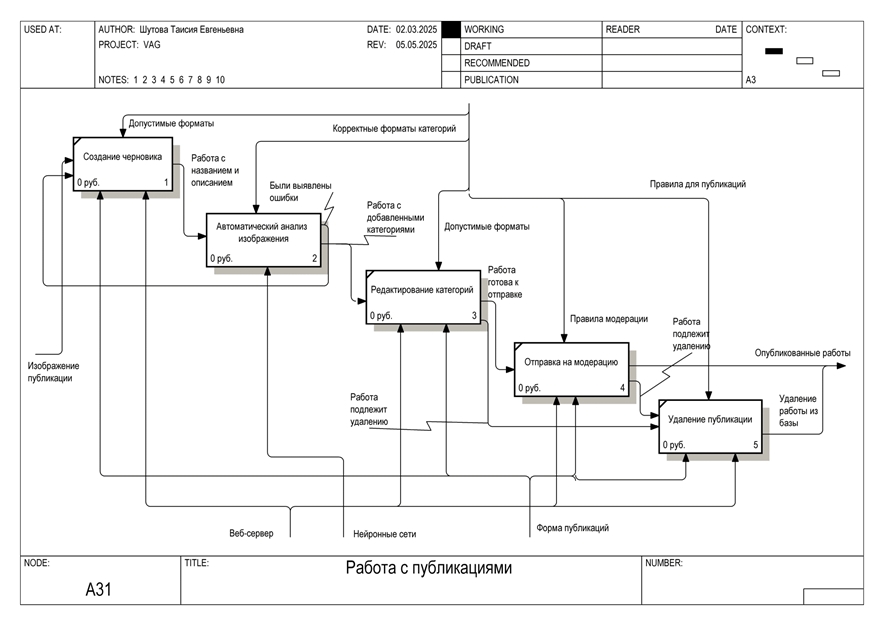 USED AT:
AUTHOR: Шутова Таисия Евгеньевна
DATE: 02.03.2025
WORKING
READER
DATE
CONTEXT:
PROJECT: VAG
REV: 05.05.2025
DRAFT
RECOMMENDED
NOTES: 1 2 3 4 5 6 7 8 9 10
PUBLICATION
A3
Допустимые форматы
Корректные форматы категорий
Создание черновика
0 руб. 1
Работа с
названием и
описанием
Были выявлены
ошибки
Правила для публикаций
Работа с
добавленными
категориями
Автоматический анализ
изображения
0 руб. 2
Допустимые форматы
Редактирование категорий
0 руб. 3
Работа
готова к
отправке
Правила модерации
Работа
подлежит
удалению
Изображение
публикации
Отправка на модерацию
0 руб. 4
Опубликованные работы
Работа
подлежит
удалению
Удаление публикации
0 руб. 5
Удаление
работы из
базы
Веб-сервер
Нейронные сети
Форма публикаций
NODE:
TITLE:
NUMBER:
A31
Работа с публикациями